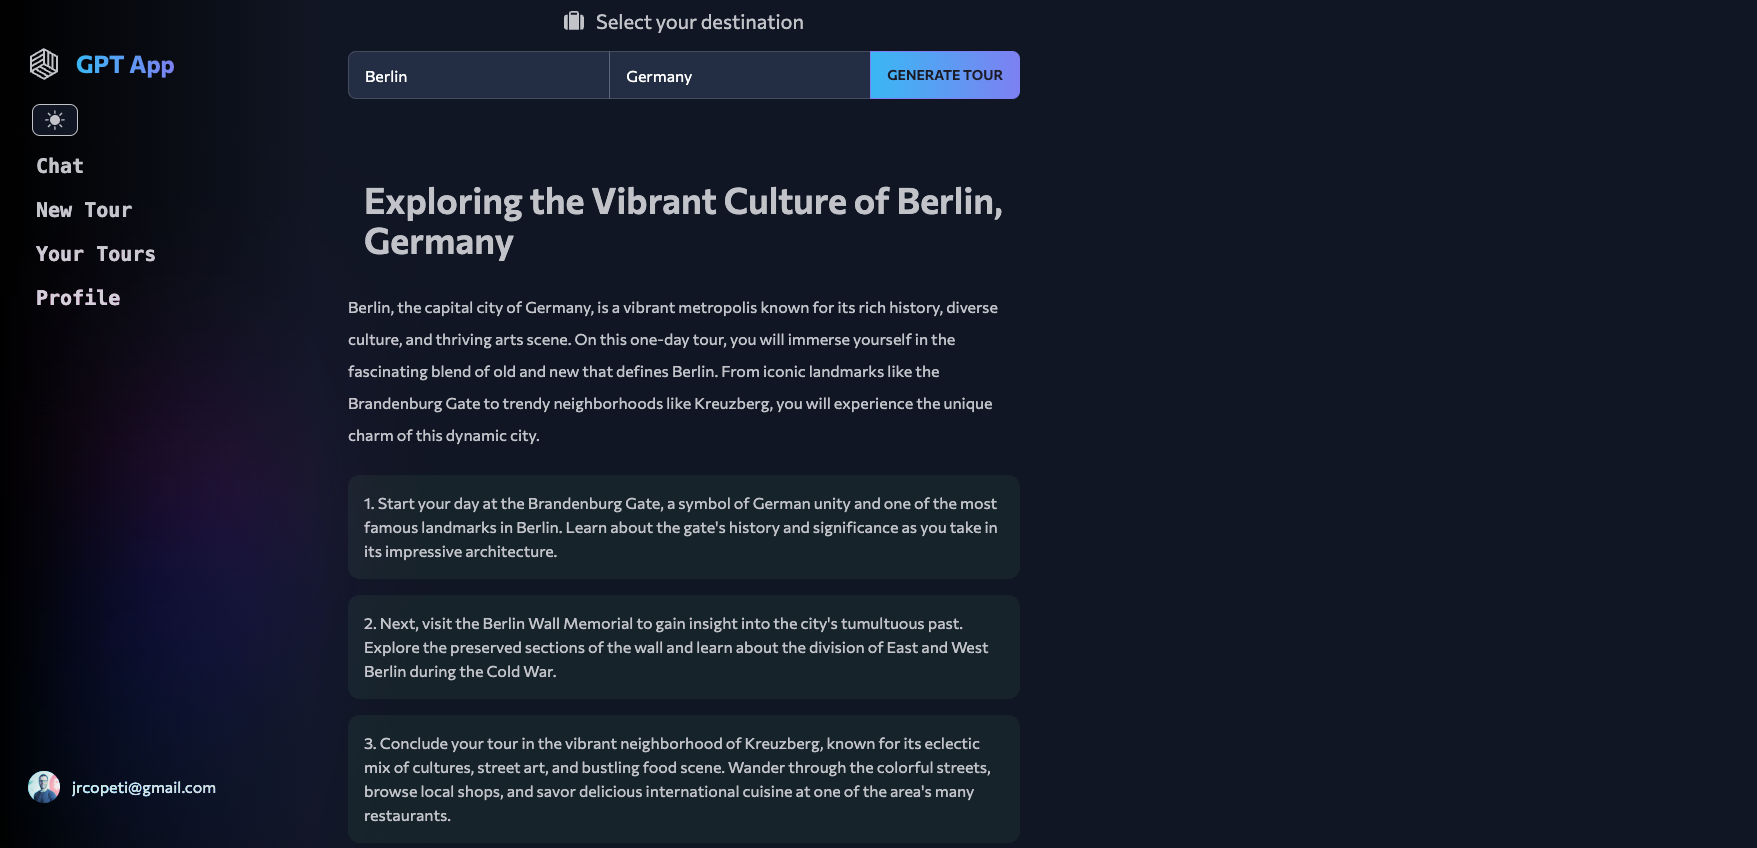 Select your destination
GPT App
Berlin
Germany
GENERATE TOUR
Chat
New Tour
Your Tours
Profile
Exploring the Vibrant Culture of Berlin,
Germany
Berlin, the capital city of Germany, is a vibrant metropolis known for its rich history, diverse
culture, and thriving arts scene. On this one-day tour, you will immerse yourself in the
fascinating blend of old and new that defines Berlin. From iconic landmarks like the
Brandenburg Gate to trendy neighborhoods like Kreuzberg, you will experience the unique
charm of this dynamic city.
1. Start your day at the Brandenburg Gate, a symbol of German unity and one of the most
famous landmarks in Berlin. Learn about the gate's history and significance as you take in
its impressive architecture.
2. Next, visit the Berlin Wall Memorial to gain insight into the city's tumultuous past.
Explore the preserved sections of the wall and learn about the division of East and West
Berlin during the Cold War.
3. Conclude your tour in the vibrant neighborhood of Kreuzberg, known for its eclectic
mix of cultures, street art, and bustling food scene. Wander through the colorful streets,
browse local shops, and savor delicious international cuisine at one of the area's many
restaurants.
jrcopeti@gmail.com